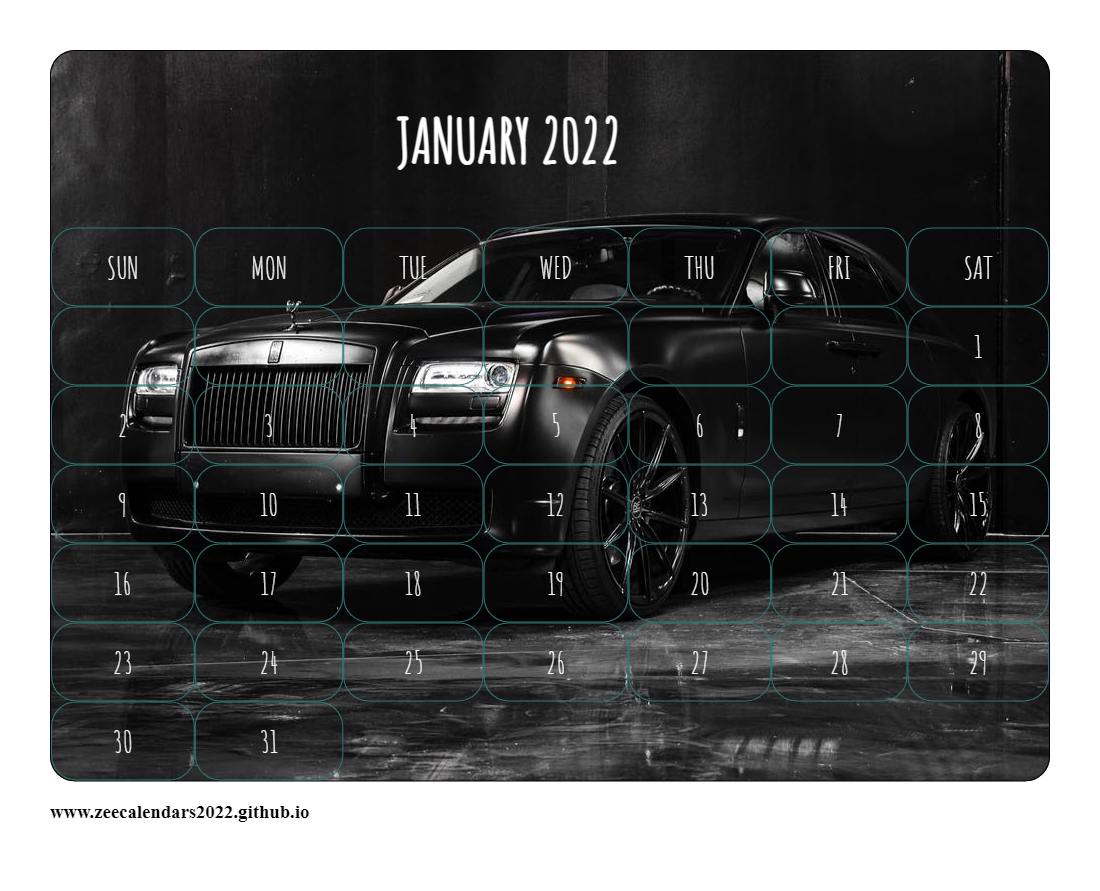 JANUARY 2022
SUN MON TUE WED THU FRI SAT
1
2 3 4 5 6 7 8
9 10 11 12 13 14 15
16 17 18 19 20 21 22
23 24 25 26 27 28 29
30 31
www.zeecalendars2022.github.io